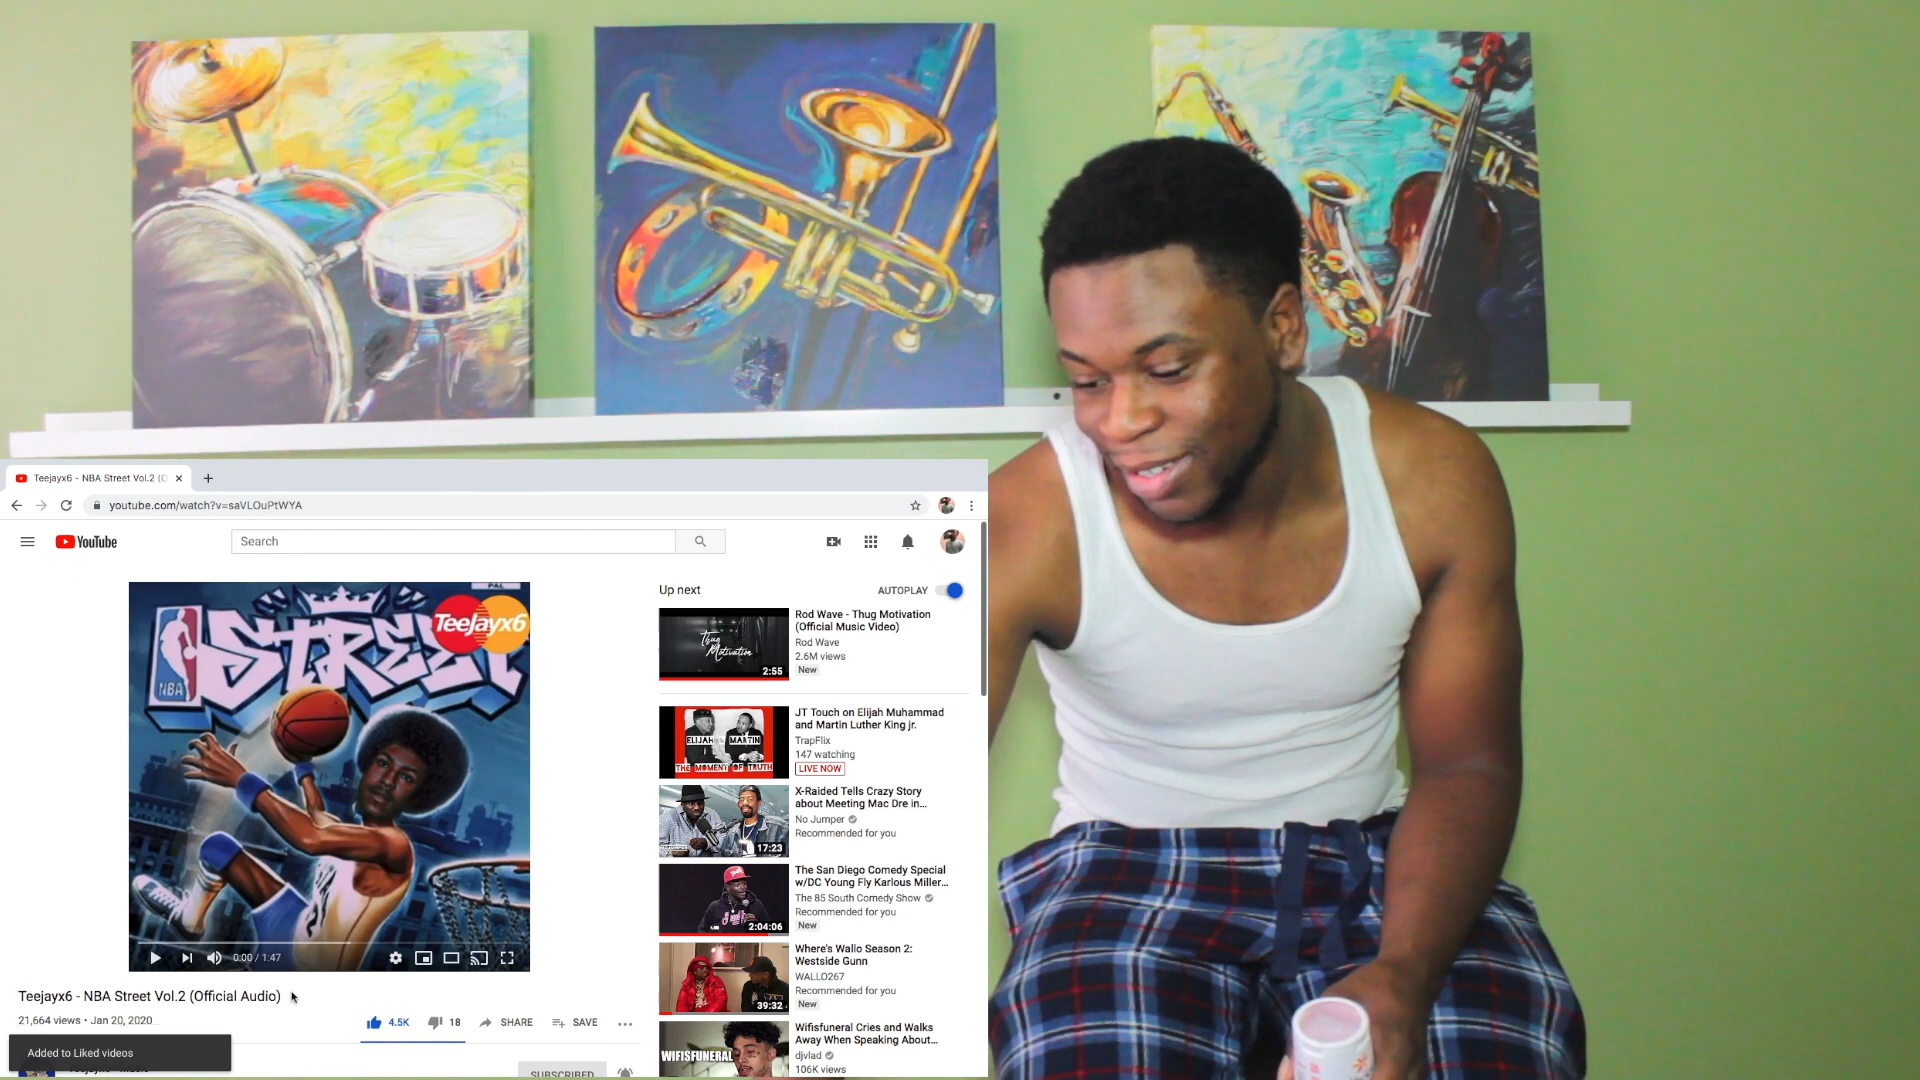 Teejayx6 - NBA Street Vol.2 (O
youtube.com/watch?v=saVLOuPtWYA
YouTube
Search
PAL
STREET
NBA
TeeJayx6
0:00 / 1:47
Teejayx6 - NBA Street Vol.2 (Official Audio)
21,664 views • Jan 20, 2020
4.5K
18
SHARE
SAVE
Added to Liked videos
SUBSCRIBED
Up next
AUTOPLAY
Thug
Motivation
2:55
Rod Wave - Thug Motivation
(Official Music Video)
Rod Wave
2.6M views
New
ELIJAH MARTIN
THE MOMENT OF TRUTH
JT Touch on Elijah Muhammad
and Martin Luther King jr.
TrapFlix
147 watching
LIVE NOW
17:23
X-Raided Tells Crazy Story
about Meeting Mac Dre in...
No Jumper
Recommended for you
2:04:06
The San Diego Comedy Special
w/DC Young Fly Karlous Miller...
The 85 South Comedy Show
Recommended for you
New
39:32
Where's Wallo Season 2:
Westside Gunn
WALLO267
Recommended for you
New
WIFISFUNERAL
Wifisfuneral Cries and Walks
Away When Speaking About...
djvlad
106K views